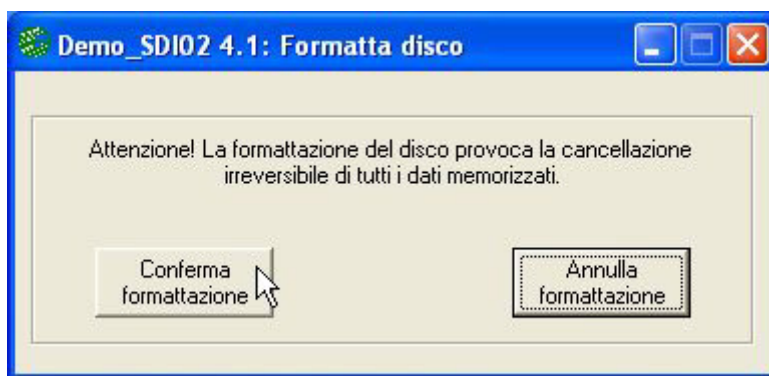 Demo_SDI02 4.1: Formatta disco
Attenzione! La formattazione del disco provoca la cancellazione
irreversibile di tutti i dati memorizzati.
Conferma
formattazione
Annulla
formattazione